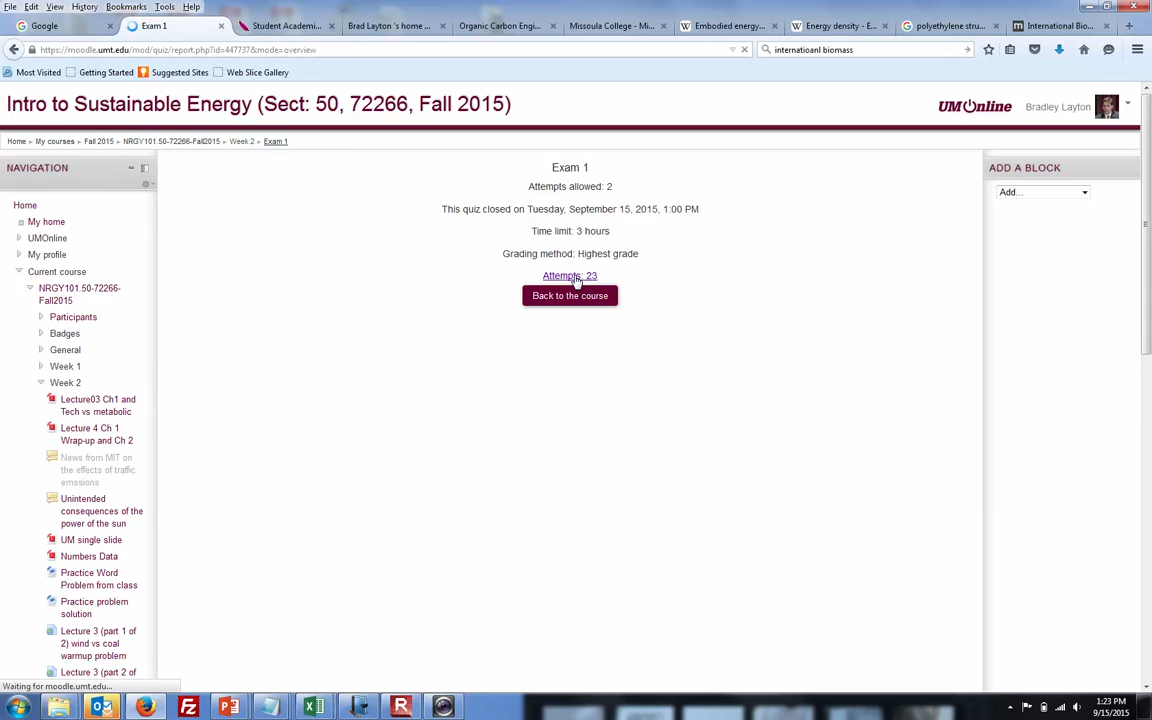 File Edit View History Bookmarks Tools Help
Google
Exam 1
Student Academi...
Brad Layton 's home ...
Organic Carbon Engi...
Missoula College - Mi...
Embodied energy...
Energy density - E...
polyethylene struc...
International Bio...
https://moodle.umt.edu/mod/quiz/report.php?id=447737&mode=overview
internatioanl biomass
Most Visited Getting Started Suggested Sites Web Slice Gallery
Intro to Sustainable Energy (Sect: 50, 72266, Fall 2015)
UMOnline
Bradley Layton
Home My courses Fall 2015 NRGY101.50-72266-Fall2015 Week 2 Exam 1
NAVIGATION
Home
My home
UMOnline
My profile
Current course
NRGY101.50-72266-
Fall2015
Participants
Badges
General
Week 1
Week 2
Lecture03 Ch1 and
Tech vs metabolic
Lecture 4 Ch 1
Wrap-up and Ch 2
News from MIT on
the effects of traffic
emssions
Unintended
consequences of the
power of the sun
UM single slide
Numbers Data
Practice Word
Problem from class
Practice problem
solution
Lecture 3 (part 1 of
2) wind vs coal
warmup problem
Lecture 3 (part 2 of
Exam 1
Attempts allowed: 2
This quiz closed on Tuesday, September 15, 2015, 1:00 PM
Time limit: 3 hours
Grading method: Highest grade
Attempts: 23
Back to the course
ADD A BLOCK
Add...
Waiting for moodle.umt.edu...
1:23 PM
9/15/2015